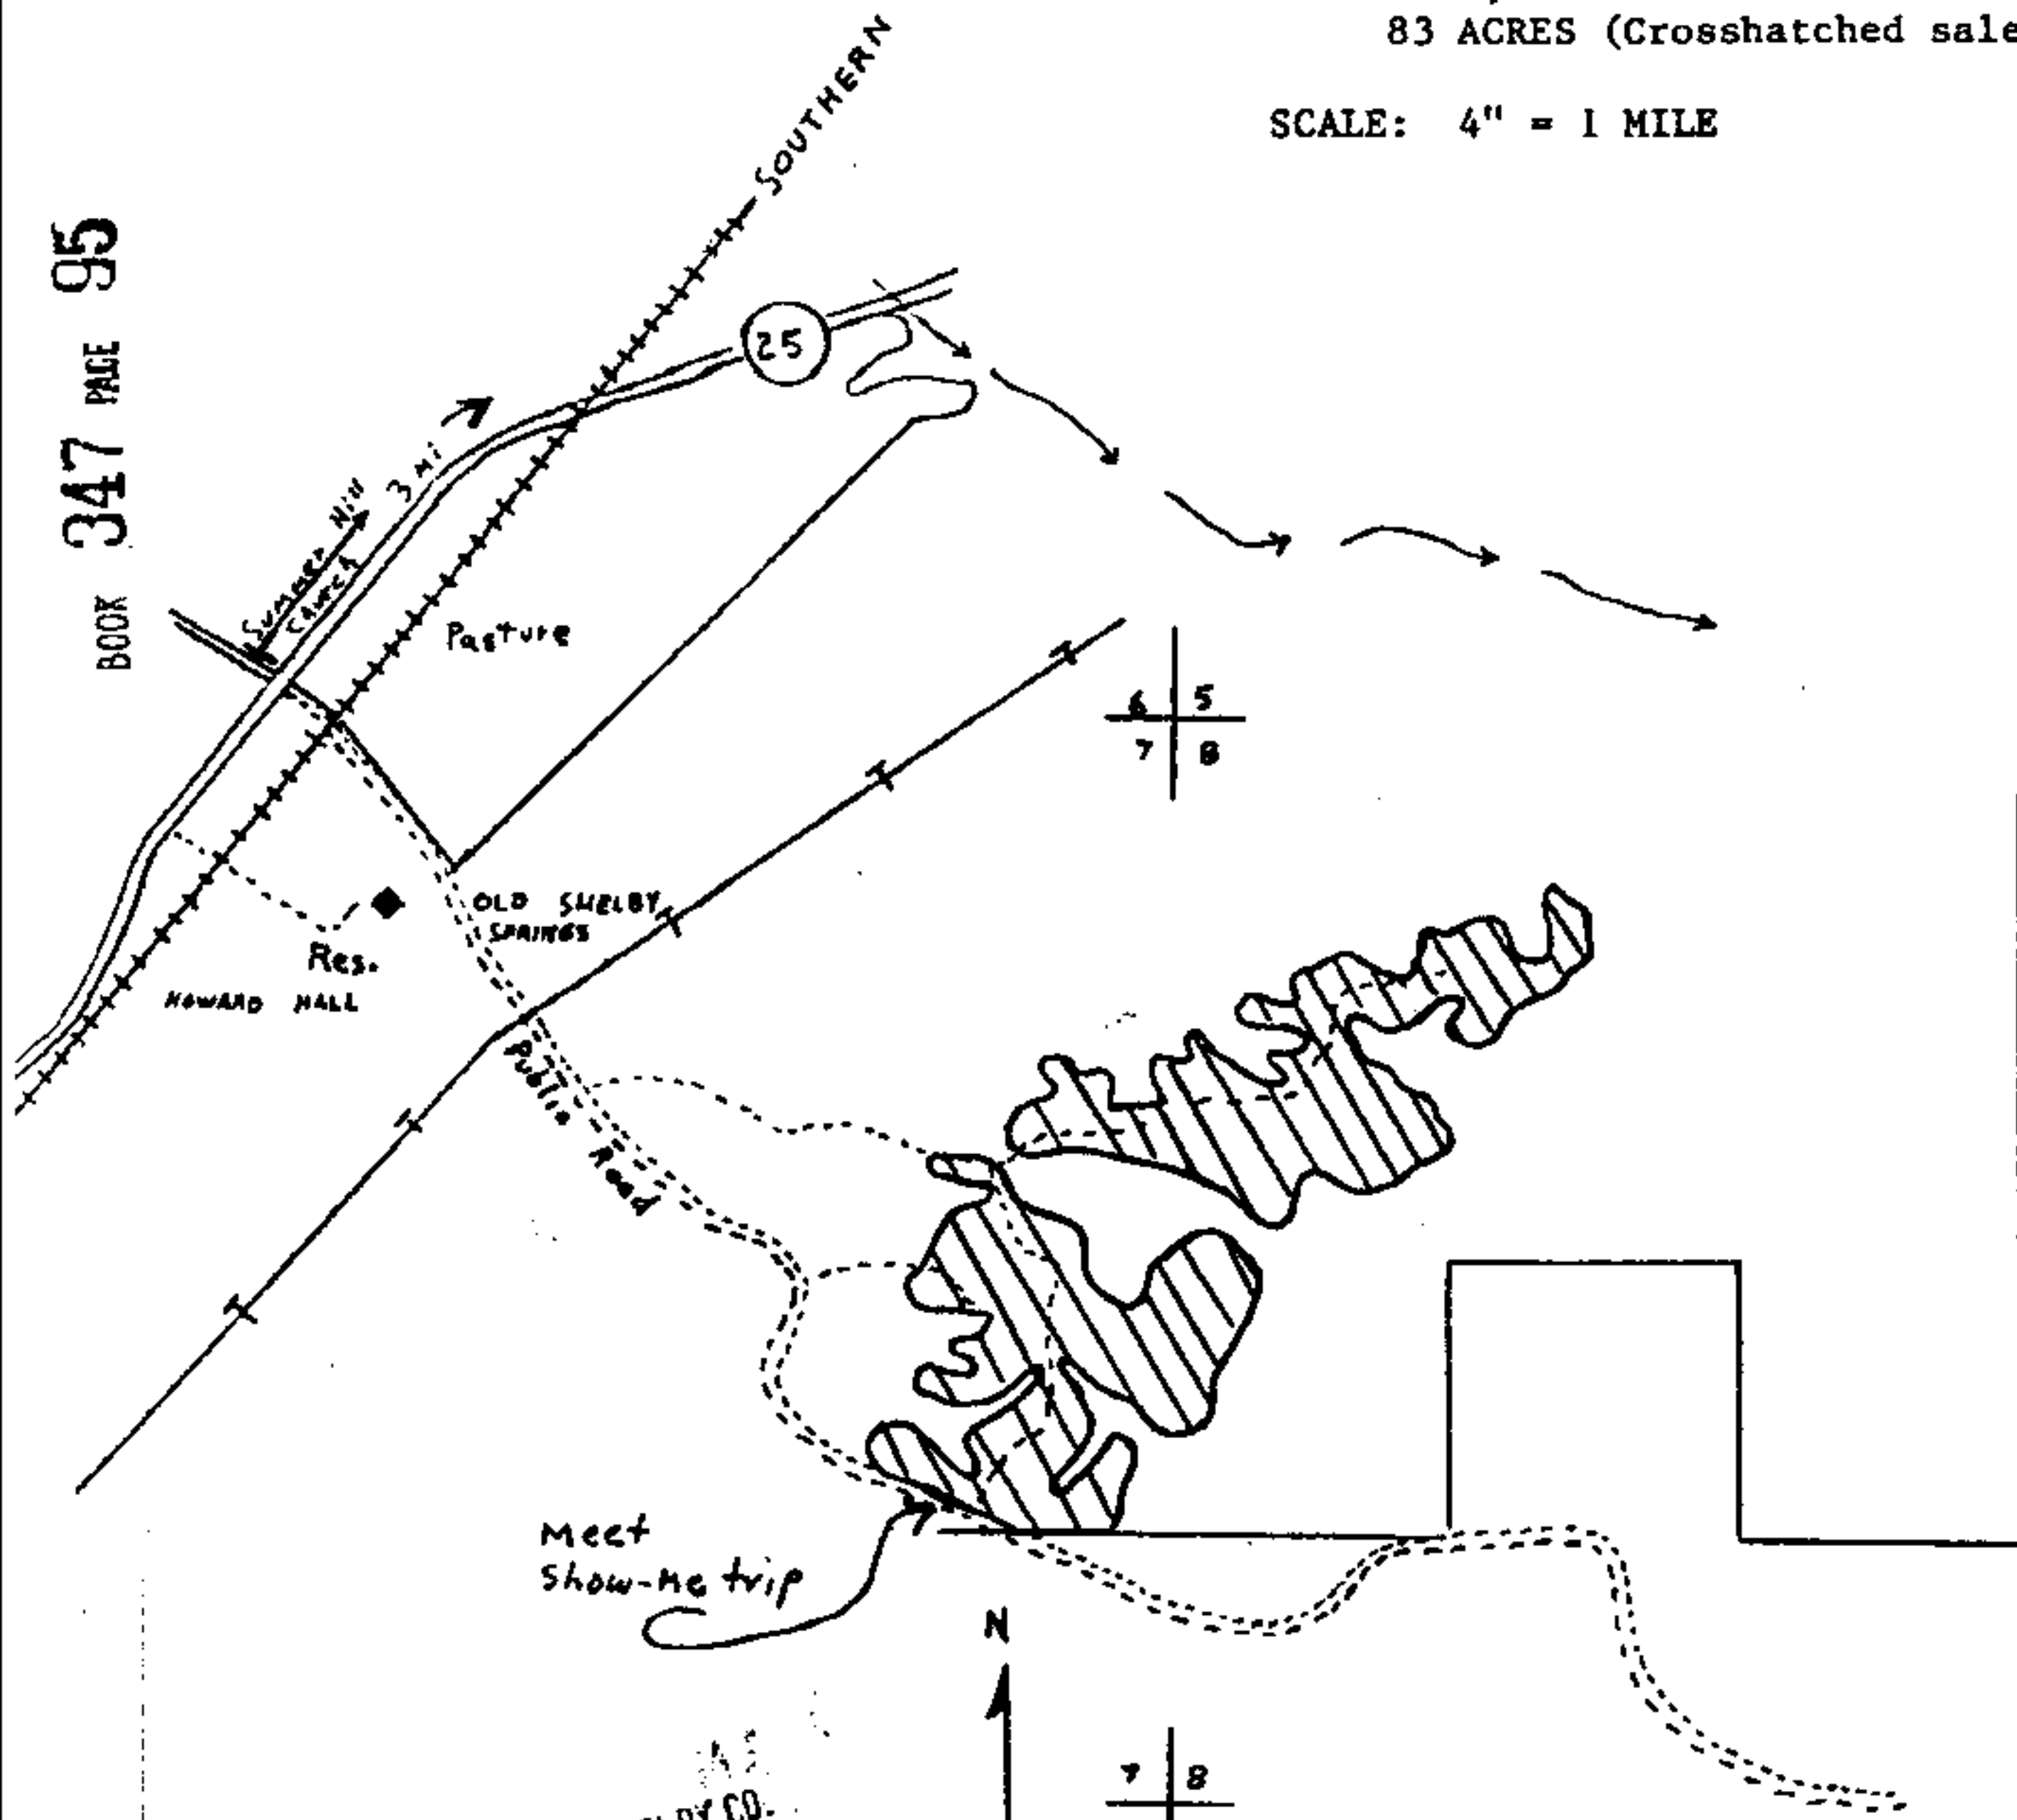 83 ACRES (Crosshatched sale
SCALE: 4" = 1 MILE
SOUTHERN
BOOK 347 PAGE 95
25
3 Mi
SUMMER Hill
Pasture
6 5
7 8
OLD SHELBY
SPRINGS
Res.
HOWARD HALL
Public Road
Meet
Show-Me trip
N
7 8
CO.